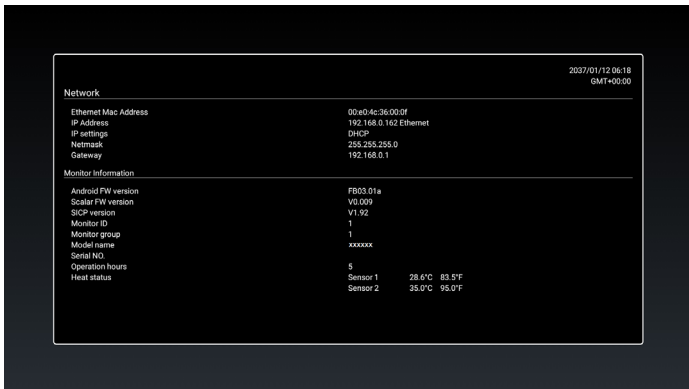 2037/01/12 06:18
GMT+00:00
Network
Ethernet Mac Address 00:e0:4c:36:00:0f
IP Address 192.168.0.162 Ethernet
IP settings DHCP
Netmask 255.255.255.0
Gateway 192.168.0.1
Monitor Information
Android FW version FB03.01a
Scalar FW version V0.009
SICP version V1.92
Monitor ID 1
Monitor group 1
Model name xxxxxx
Serial NO.
Operation hours 5
Heat status Sensor 1 28.6°C 83.5°F
Sensor 2 35.0°C 95.0°F